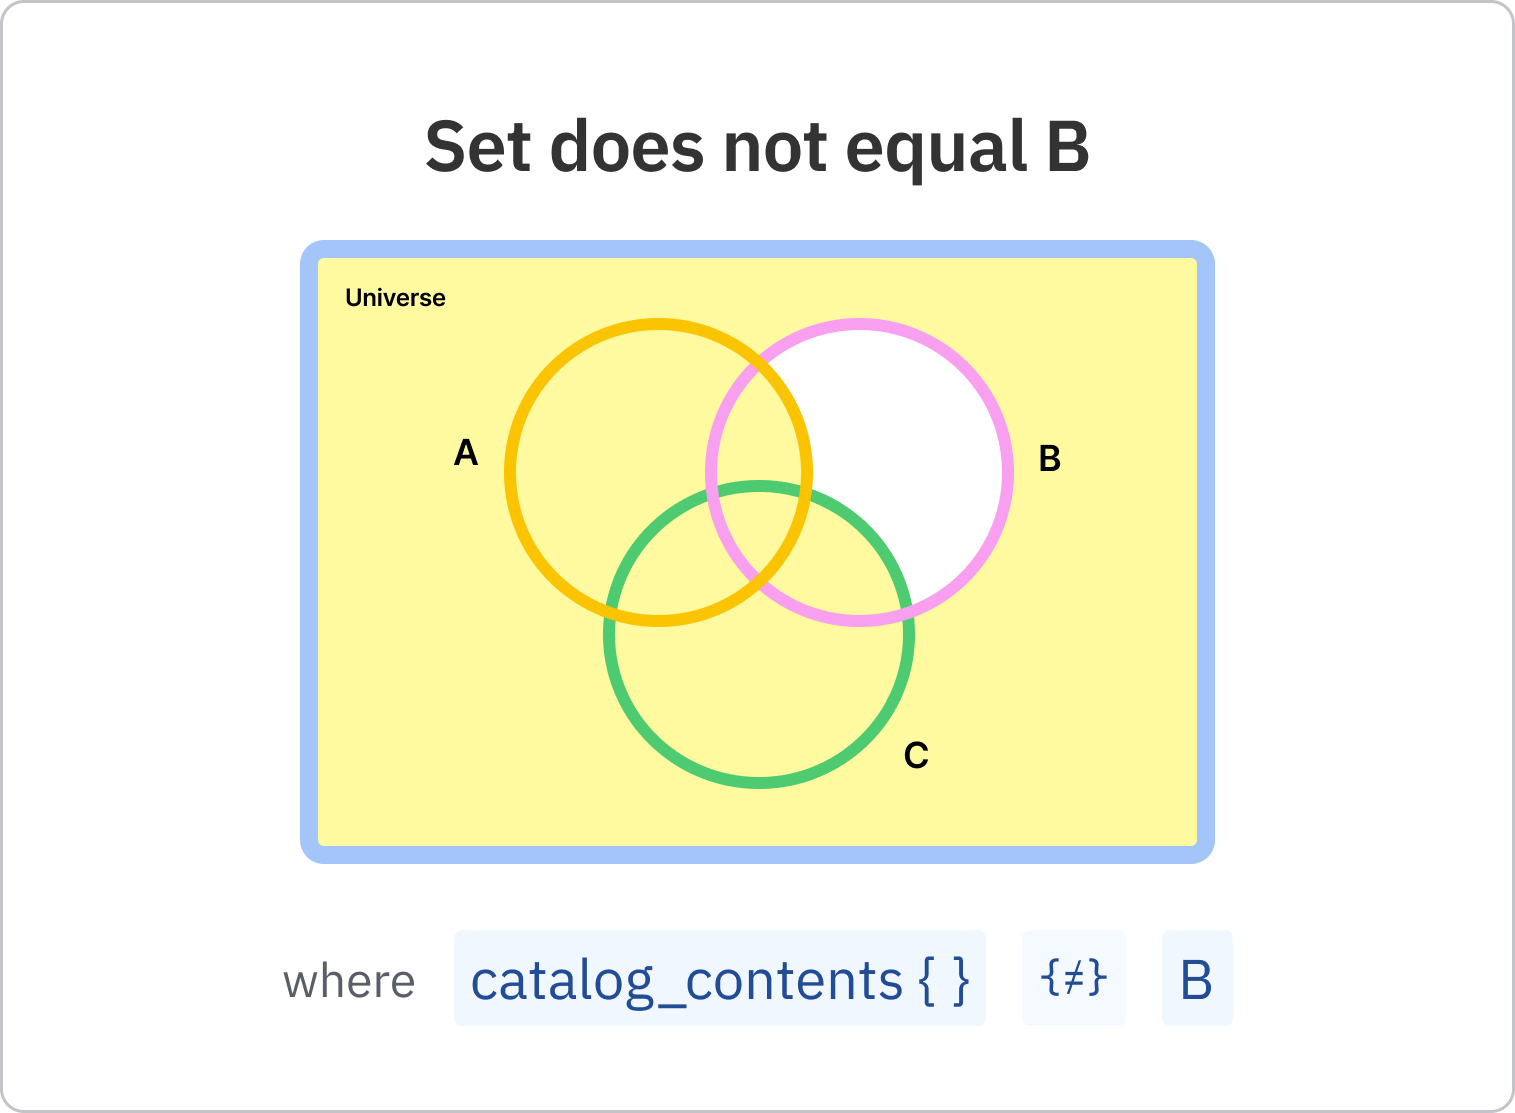 Set does not equal B
Universe
A
B
C
where catalog_contents { } {≠} B